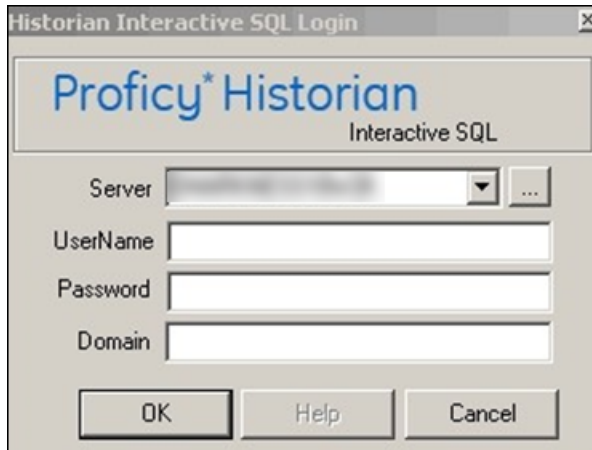 Historian Interactive SQL Login
Proficy* Historian
Interactive SQL
Server
...
UserName
Password
Domain
OK Help Cancel